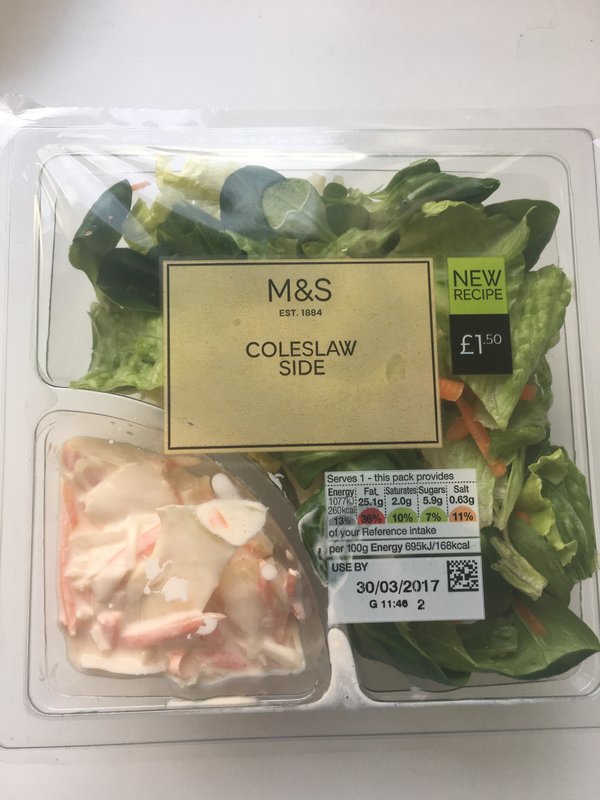 M&S
EST. 1884
COLESLAW
SIDE
NEW
RECIPE
£1.50
Serves 1 - this pack provides
Energy Fat Saturates Sugars Salt
1077kJ 25.1g 2.0g 5.9g 0.63g
260kcal
13% 36% 10% 7% 11%
of your Reference intake
per 100g Energy 695kJ/168kcal
USE BY
30/03/2017
G 11:46 2